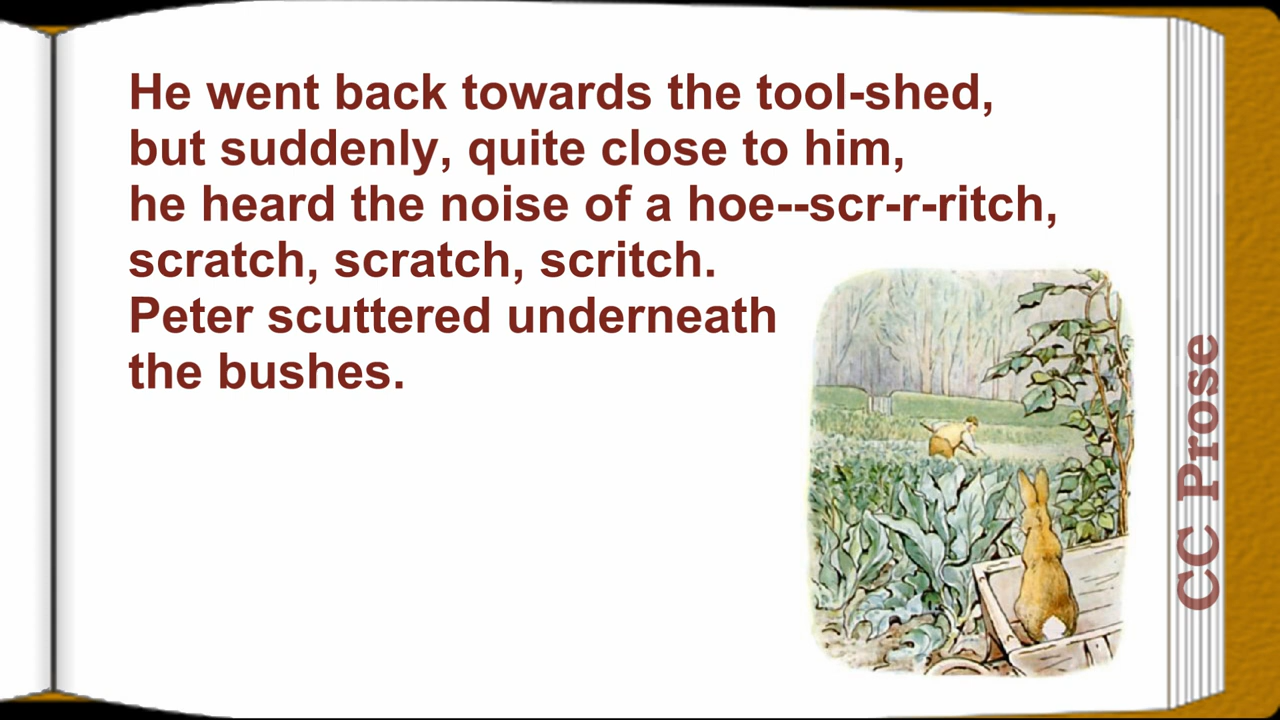 He went back towards the tool-shed,
but suddenly, quite close to him,
he heard the noise of a hoe--scr-r-ritch,
scratch, scratch, scritch.
Peter scuttered underneath
the bushes.
CC Prose